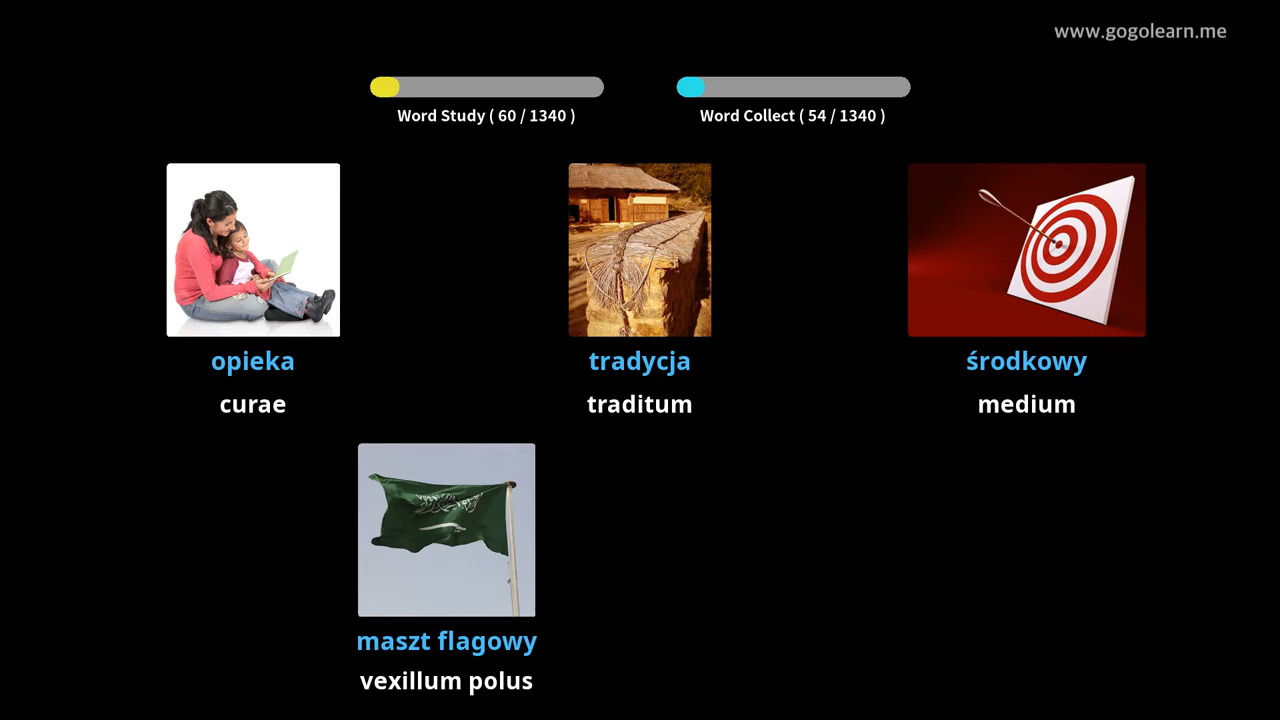 www.gogolearn.me
Word Study ( 60 / 1340 )
Word Collect ( 54 / 1340 )
opieka
curae
tradycja
traditum
środkowy
medium
maszt flagowy
vexillum polus